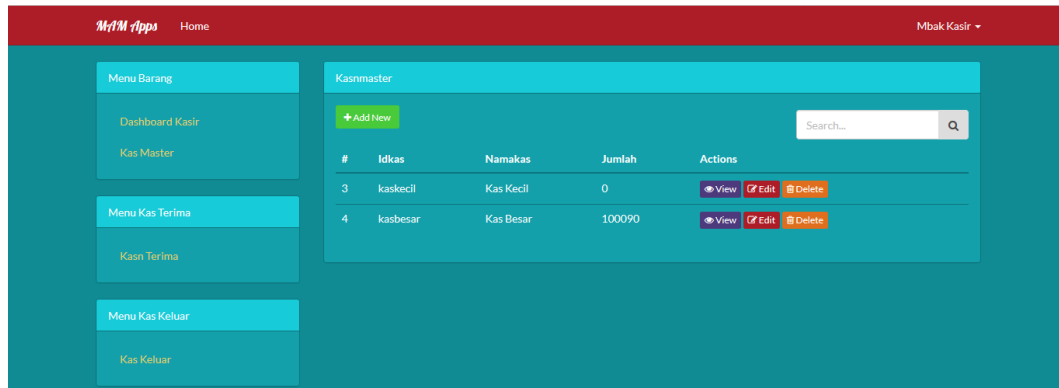 MAM Apps Home Mbak Kasir
Menu Barang
Dashboard Kasir
Kas Master
Menu Kas Terima
Kasn Terima
Menu Kas Keluar
Kas Keluar
Kasnmaster
Add New
Search...
# Idkas Namakas Jumlah Actions
3 kaskecil Kas Kecil 0 View Edit Delete
4 kasbesar Kas Besar 100090 View Edit Delete